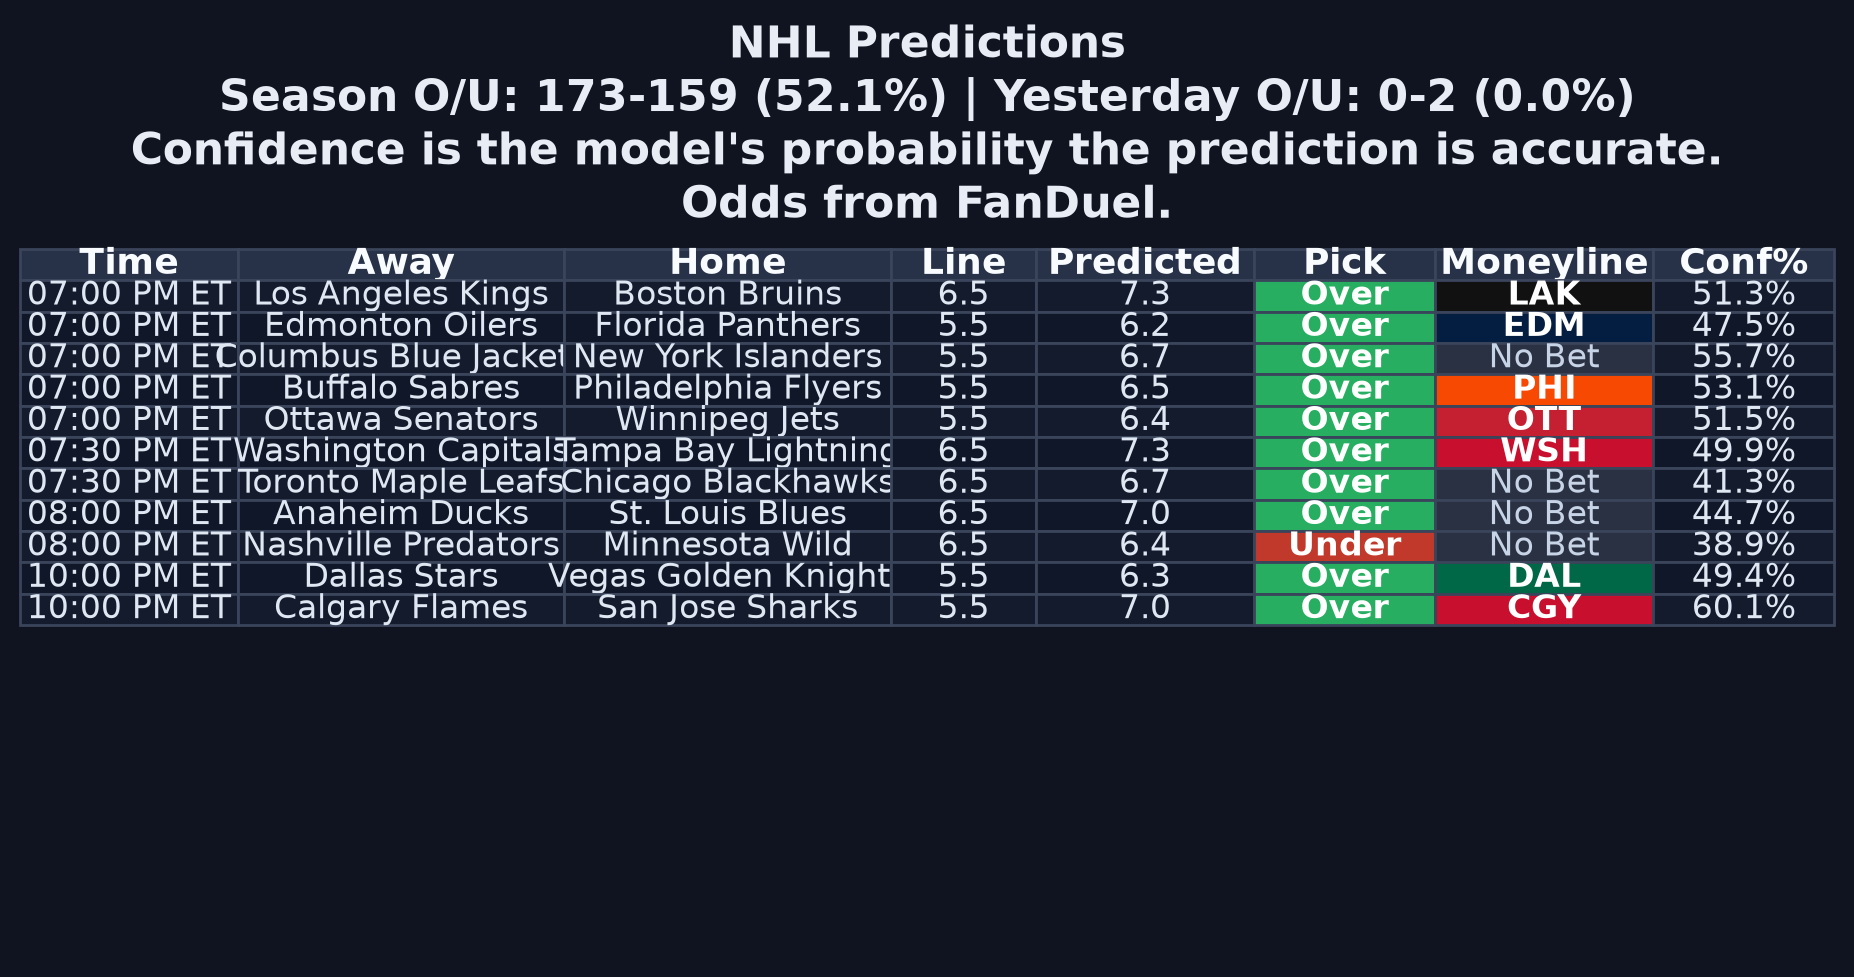 NHL Predictions
Season O/U: 173-159 (52.1%) | Yesterday O/U: 0-2 (0.0%)
Confidence is the model's probability the prediction is accurate.
Odds from FanDuel.
Time Away Home Line Predicted Pick Moneyline Conf%
07:00 PM ET Los Angeles Kings Boston Bruins 6.5 7.3 Over LAK 51.3%
07:00 PM ET Edmonton Oilers Florida Panthers 5.5 6.2 Over EDM 47.5%
07:00 PM ET Columbus Blue Jacket New York Islanders 5.5 6.7 Over No Bet 55.7%
07:00 PM ET Buffalo Sabres Philadelphia Flyers 5.5 6.5 Over PHI 53.1%
07:00 PM ET Ottawa Senators Winnipeg Jets 5.5 6.4 Over OTT 51.5%
07:30 PM ET Washington Capitals Tampa Bay Lightning 6.5 7.3 Over WSH 49.9%
07:30 PM ET Toronto Maple Leafs Chicago Blackhawks 6.5 6.7 Over No Bet 41.3%
08:00 PM ET Anaheim Ducks St. Louis Blues 6.5 7.0 Over No Bet 44.7%
08:00 PM ET Nashville Predators Minnesota Wild 6.5 6.4 Under No Bet 38.9%
10:00 PM ET Dallas Stars Vegas Golden Knight 5.5 6.3 Over DAL 49.4%
10:00 PM ET Calgary Flames San Jose Sharks 5.5 7.0 Over CGY 60.1%